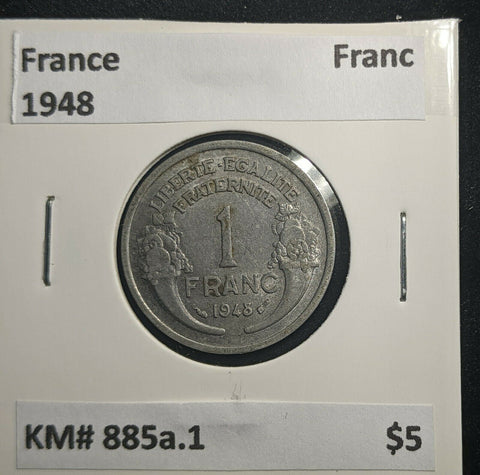 France Franc
1948
LIBERTE·EGALITE
FRATERNITE
1
FRANC
1948
KM# 885a.1 $5